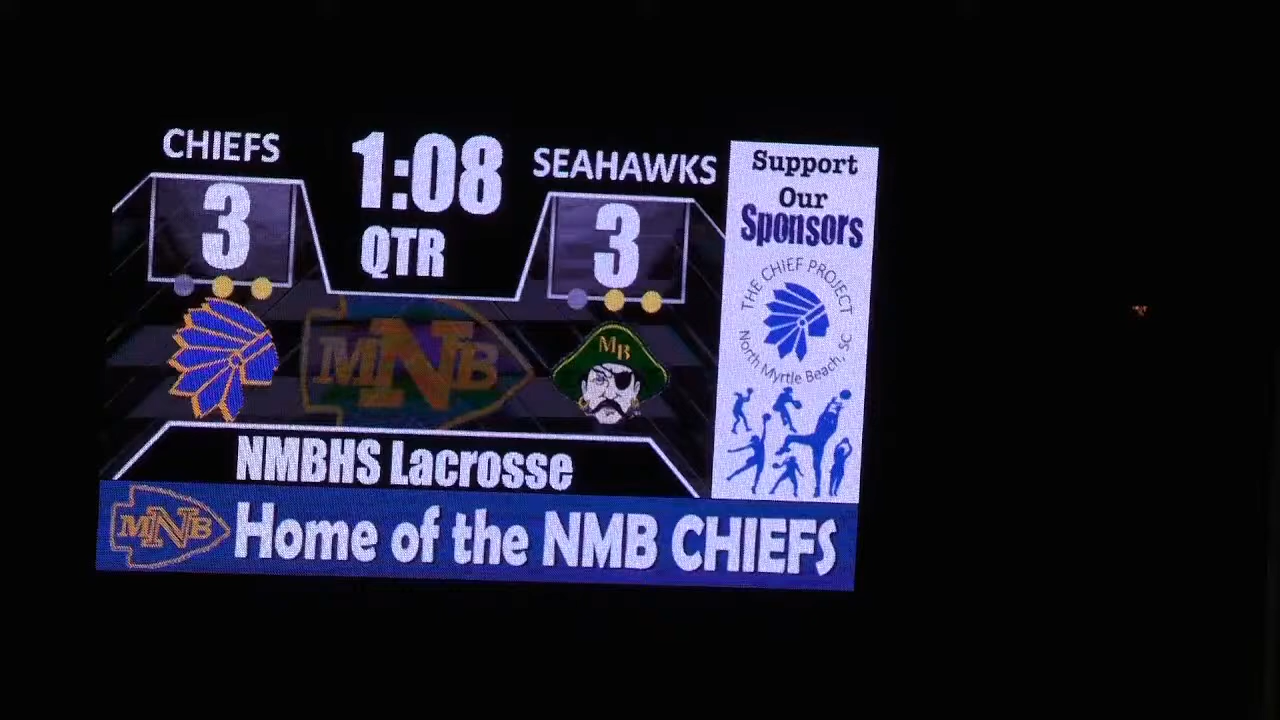 CHIEFS
1:08
SEAHAWKS
3
QTR
3
MNB
MB
NMBHS Lacrosse
Support
Our
Sponsors
THE CHIEF PROJECT
North Myrtle Beach, SC
MNB
Home of the NMB CHIEFS